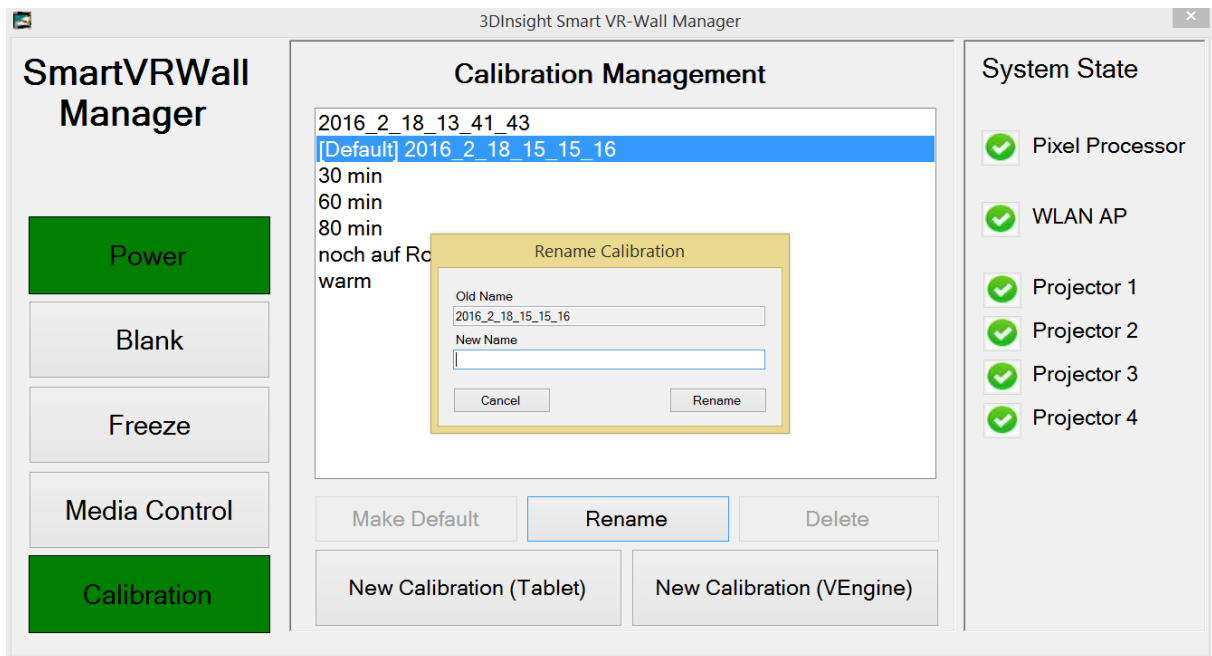 3DInsight Smart VR-Wall Manager
SmartVRWall
Manager
Power
Blank
Freeze
Media Control
Calibration
Calibration Management
2016_2_18_13_41_43
[Default] 2016_2_18_15_15_16
30 min
60 min
80 min
noch auf
warm
Rename Calibration
Old Name
2016_2_18_15_15_16
New Name
Cancel
Rename
Make Default
Rename
Delete
New Calibration (Tablet)
New Calibration (VEngine)
System State
Pixel Processor
WLAN AP
Projector 1
Projector 2
Projector 3
Projector 4